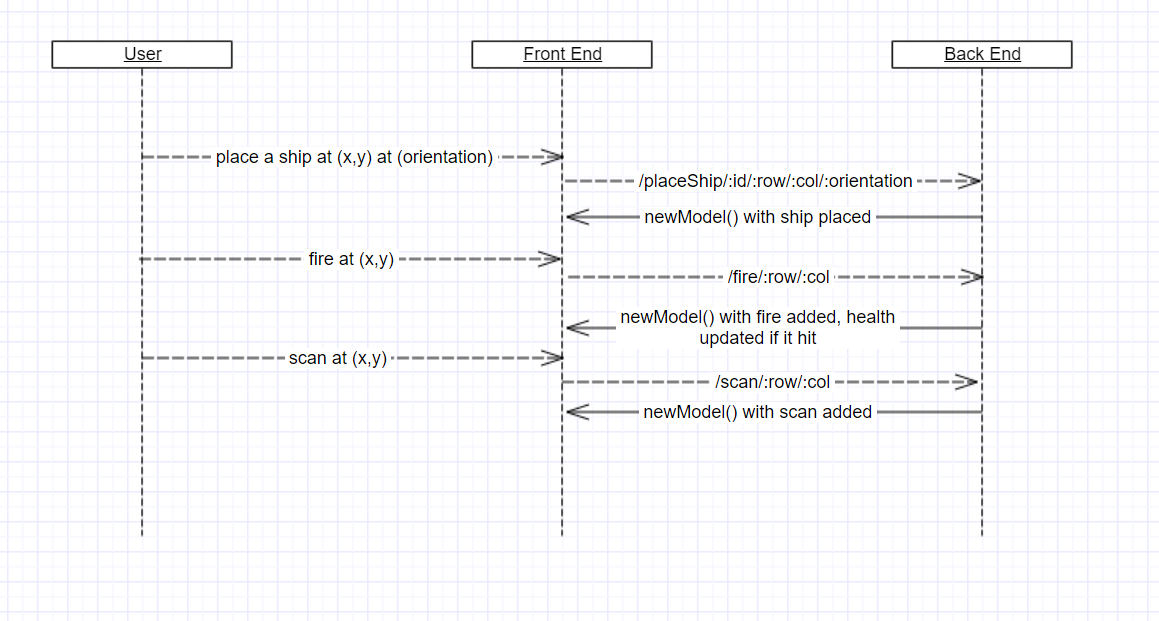 User
Front End
Back End
place a ship at (x,y) at (orientation)
/placeShip/:id/:row/:col/:orientation
newModel() with ship placed
fire at (x,y)
/fire/:row/:col
newModel() with fire added, health
updated if it hit
scan at (x,y)
/scan/:row/:col
newModel() with scan added